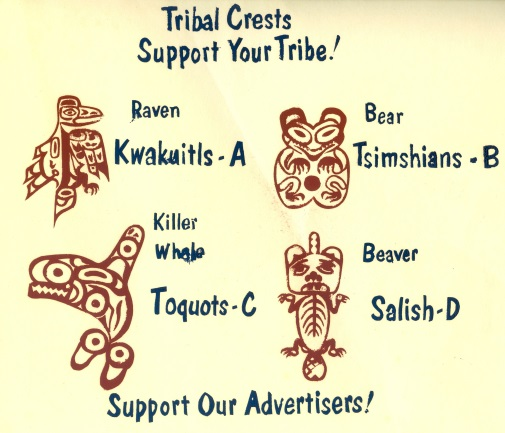 Tribal Crests
Support Your Tribe!
Raven
Kwakuitls - A
Bear
Tsimshians - B
Killer
Whale
Toquots - C
Beaver
Salish - D
Support Our Advertisers!